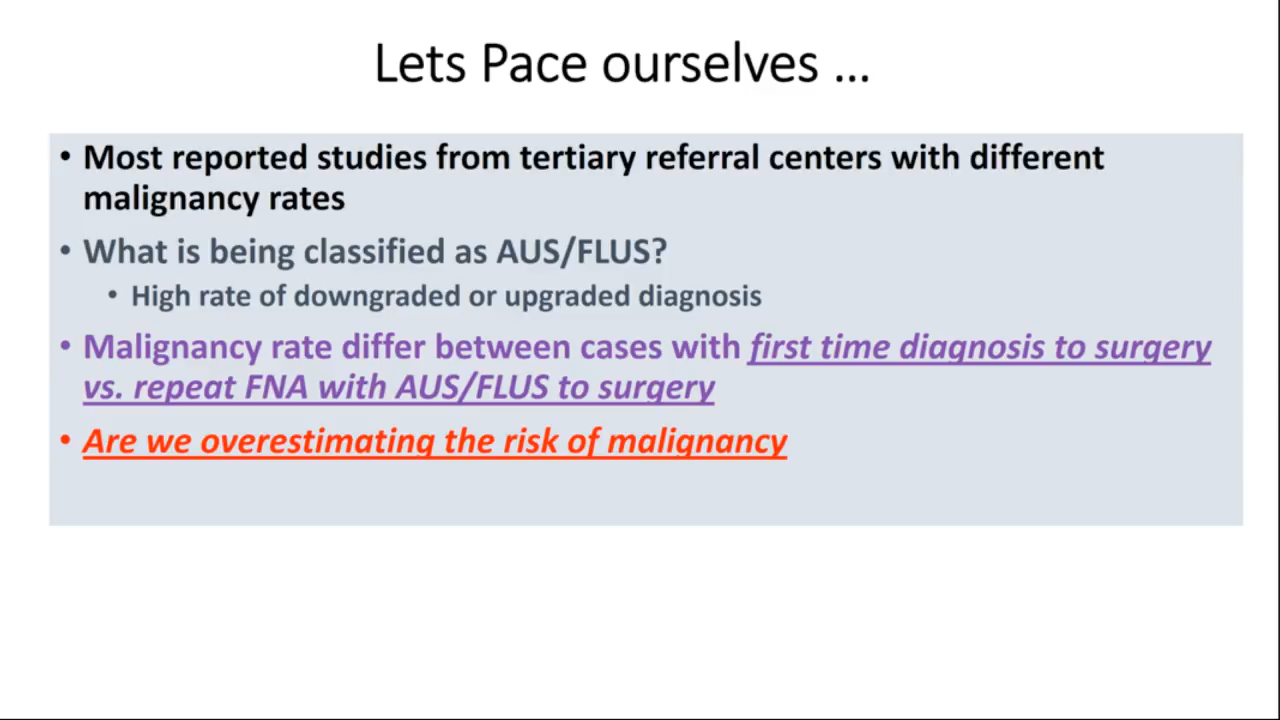 Lets Pace ourselves ...
• Most reported studies from tertiary referral centers with different
malignancy rates
• What is being classified as AUS/FLUS?
• High rate of downgraded or upgraded diagnosis
• Malignancy rate differ between cases with first time diagnosis to surgery
vs. repeat FNA with AUS/FLUS to surgery
• Are we overestimating the risk of malignancy